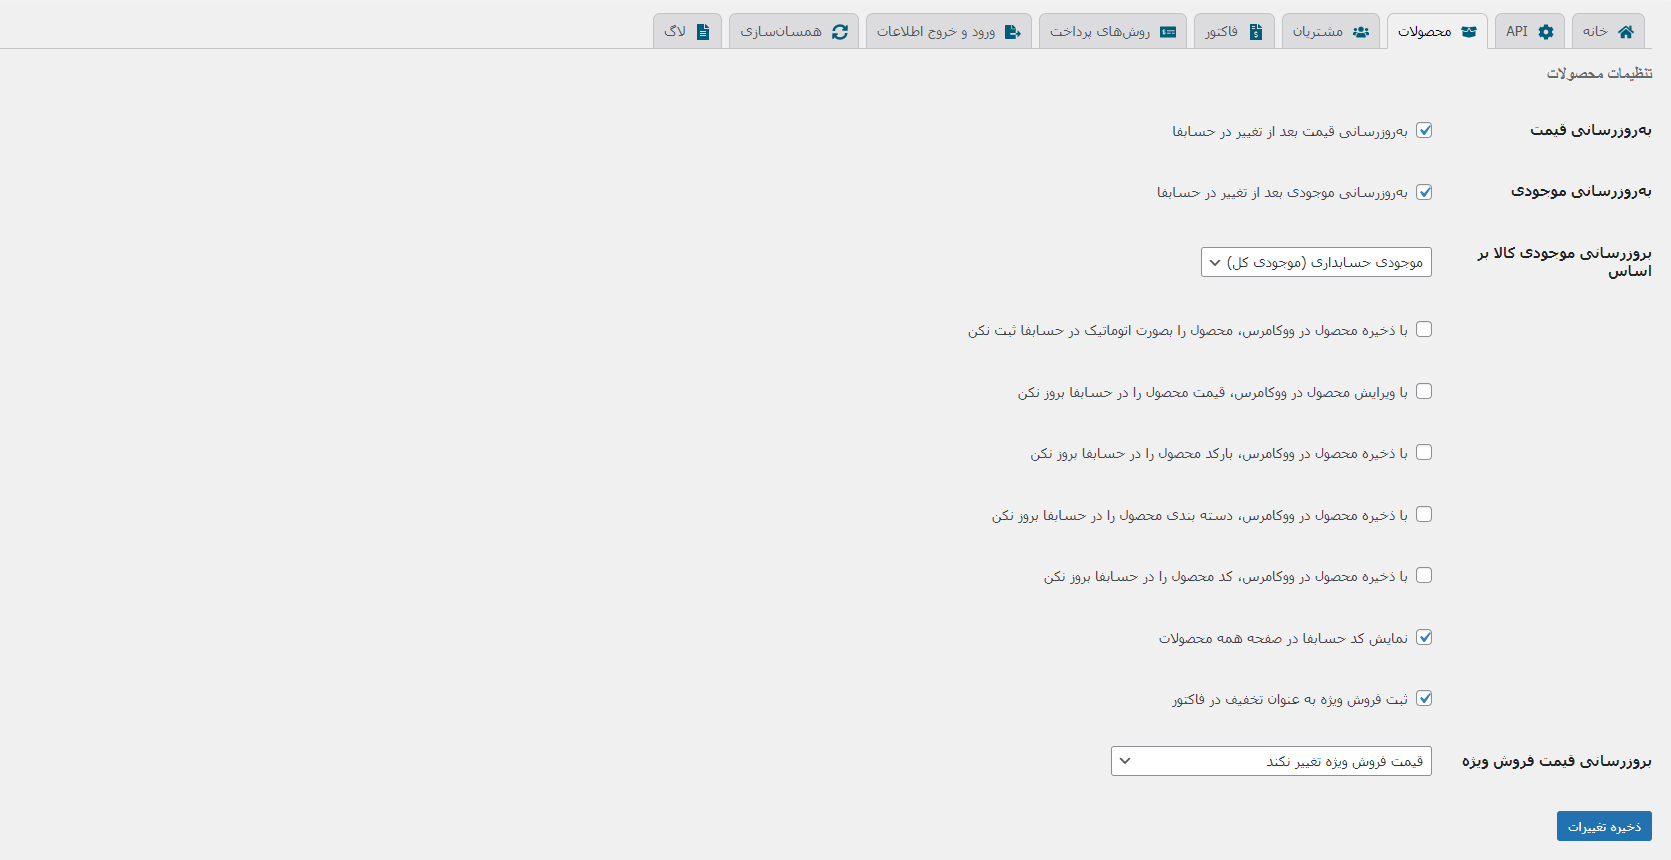 خانه
API
محصولات
مشتریان
فاکتور
روش‌های پرداخت
ورود و خروج اطلاعات
همسان‌سازی
لاگ
تنظیمات محصولات
به‌روزرسانی قیمت
به‌روزرسانی قیمت بعد از تغییر در حسابفا
به‌روزرسانی موجودی
به‌روزرسانی موجودی بعد از تغییر در حسابفا
بروزرسانی موجودی کالا بر
اساس
موجودی حسابداری (موجودی کل)
با ذخیره محصول در ووکامرس، محصول را بصورت اتوماتیک در حسابفا ثبت نکن
با ویرایش محصول در ووکامرس، قیمت محصول را در حسابفا بروز نکن
با ذخیره محصول در ووکامرس، بارکد محصول را در حسابفا بروز نکن
با ذخیره محصول در ووکامرس، دسته بندی محصول را در حسابفا بروز نکن
با ذخیره محصول در ووکامرس، کد محصول را در حسابفا بروز نکن
نمایش کد حسابفا در صفحه همه محصولات
ثبت فروش ویژه به عنوان تخفیف در فاکتور
بروزرسانی قیمت فروش ویژه
قیمت فروش ویژه تغییر نکند
ذخیره تغییرات